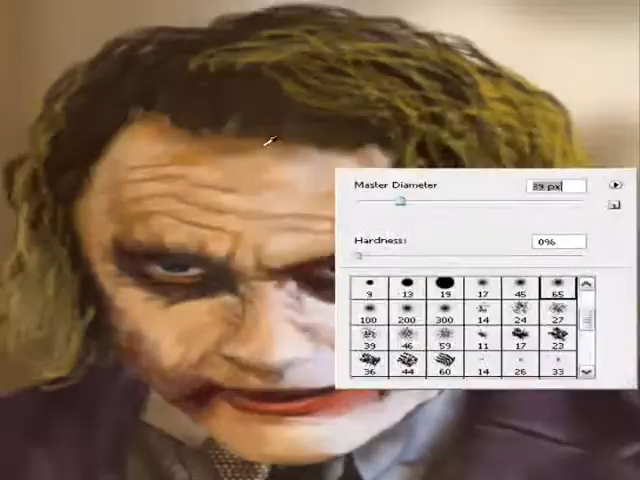 Master Diameter 39 px
Hardness: 0%
9 13 19 17 45 65
100 200 300 14 24 27
39 46 59 11 17 23
36 44 60 14 26 33